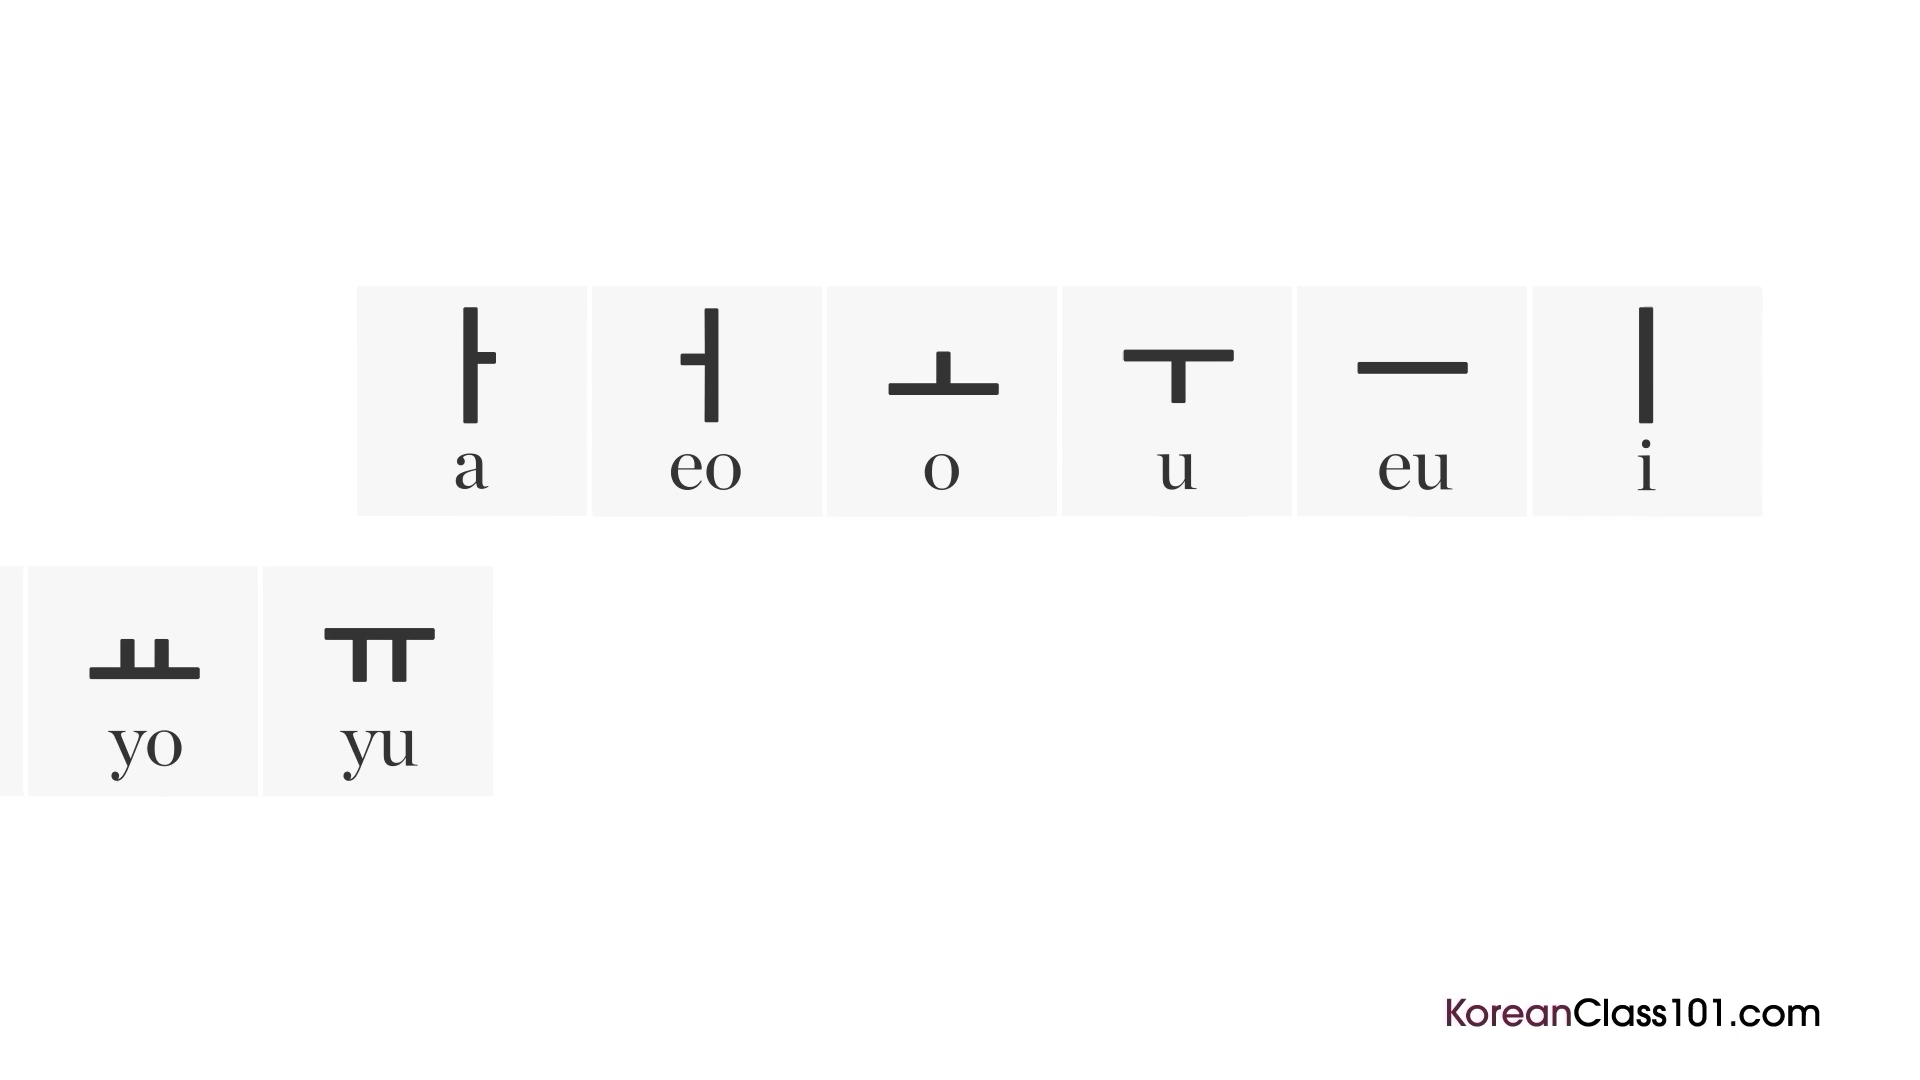 ㅏ ㅓ ㅗ ㅜ ㅡ ㅣ
a eo o u eu i
ㅛ ㅠ
yo yu
KoreanClass101.com